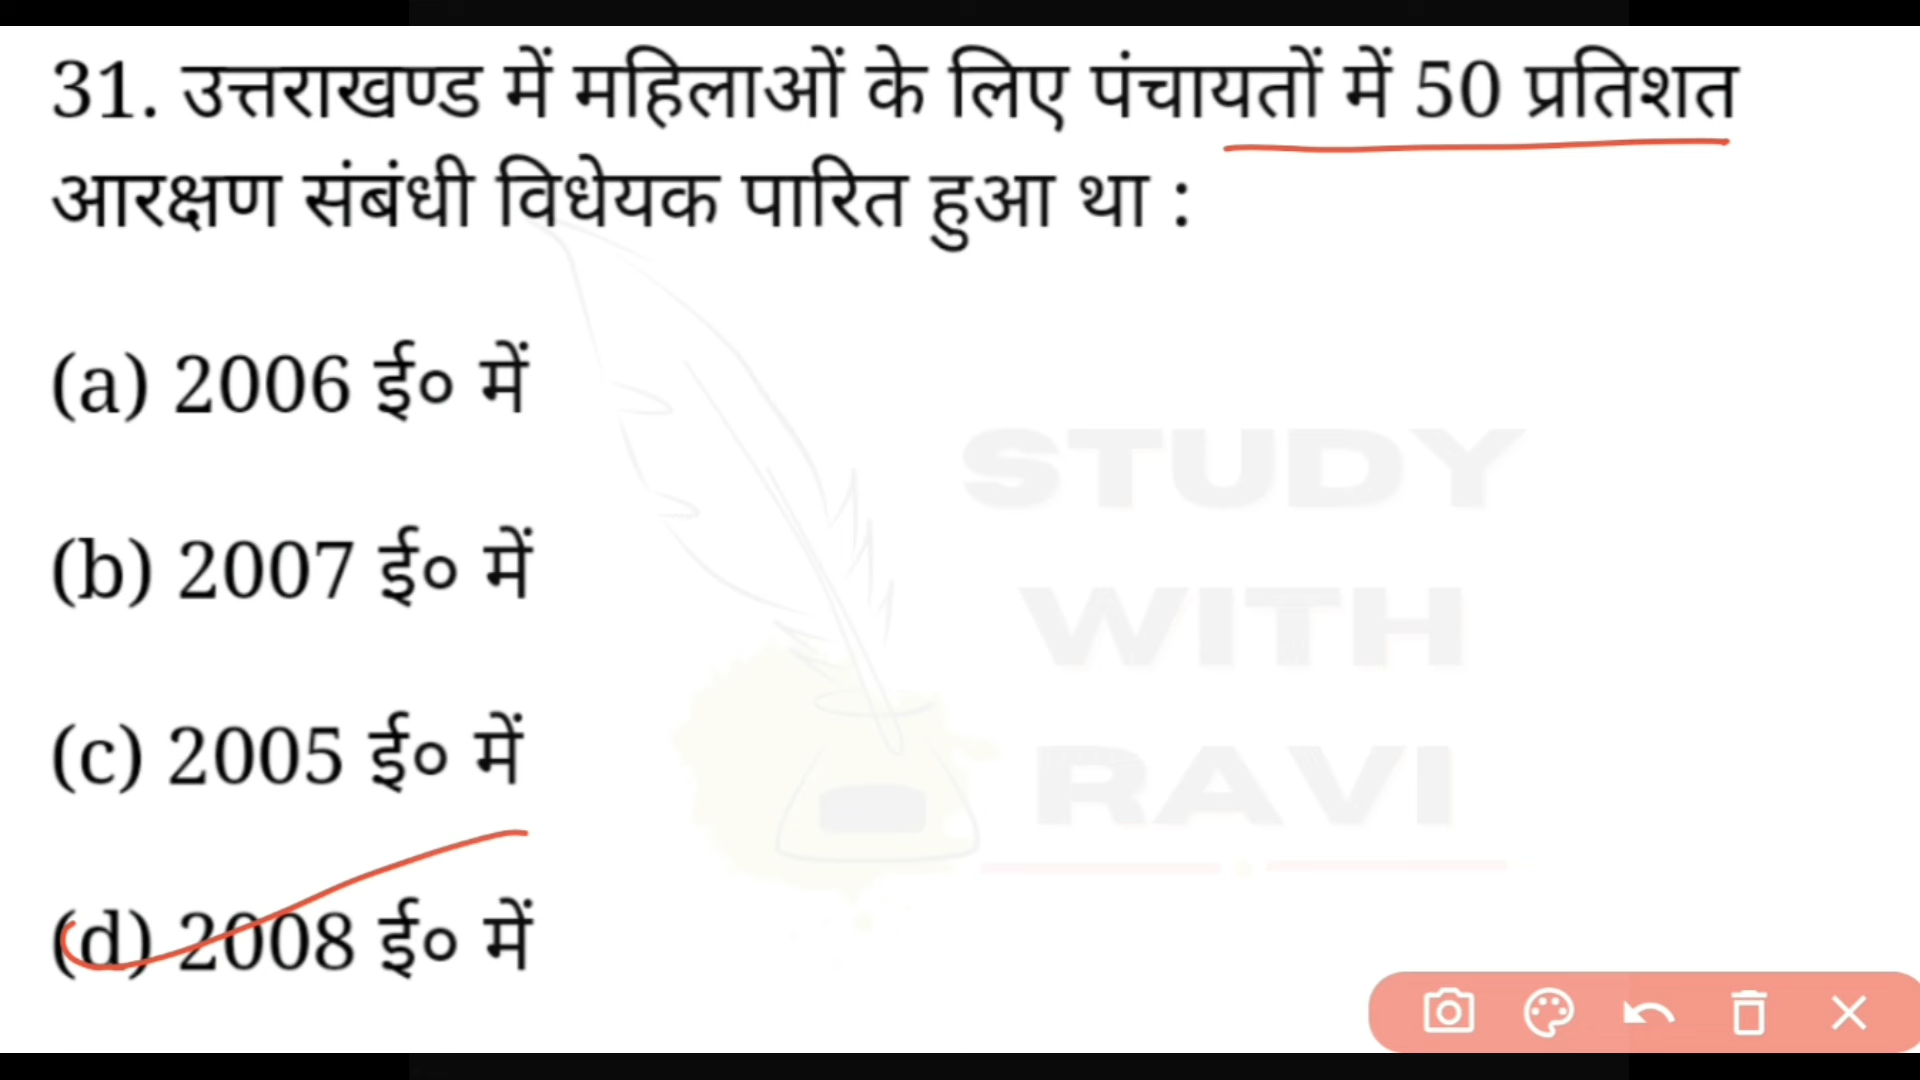 31. उत्तराखण्ड में महिलाओं के लिए पंचायतों में 50 प्रतिशत
आरक्षण संबंधी विधेयक पारित हुआ था :
(a) 2006 ई० में
(b) 2007 ई० में
(c) 2005 ई० में
(d) 2008 ई० में
STUDY
WITH
RAVI